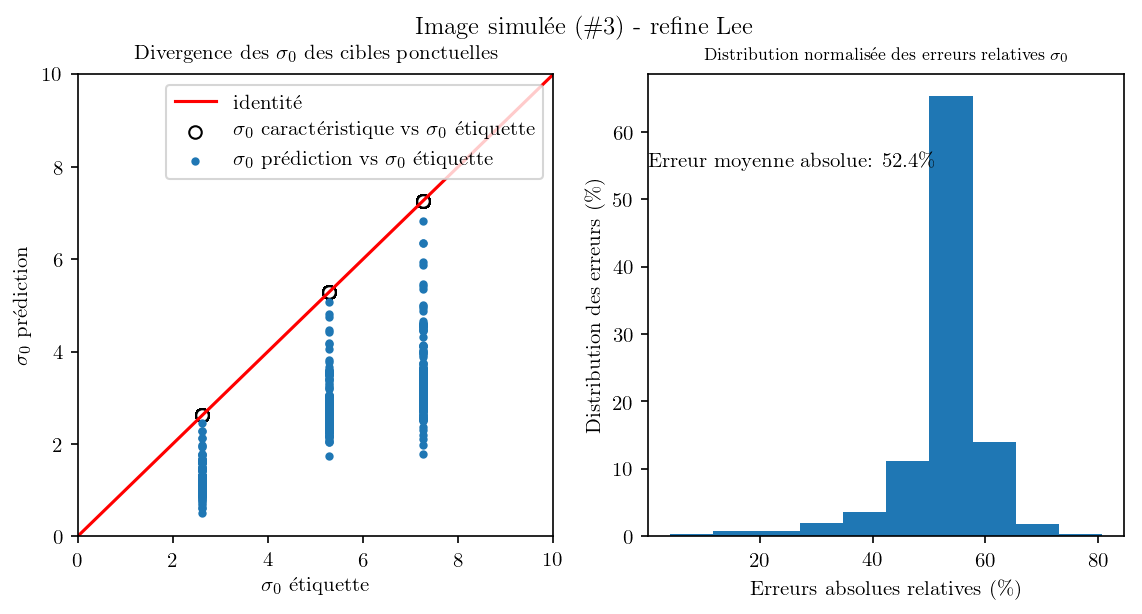 Image simulée (#3) - refine Lee
Divergence des σ₀ des cibles ponctuelles
identité
σ₀ caractéristique vs σ₀ étiquette
σ₀ prédiction vs σ₀ étiquette
σ₀ prédiction
10
8
6
4
2
0
0 2 4 6 8 10
σ₀ étiquette
Distribution normalisée des erreurs relatives σ₀
Erreur moyenne absolue: 52.4%
Distribution des erreurs (%)
60
50
40
30
20
10
0
20 40 60 80
Erreurs absolues relatives (%)